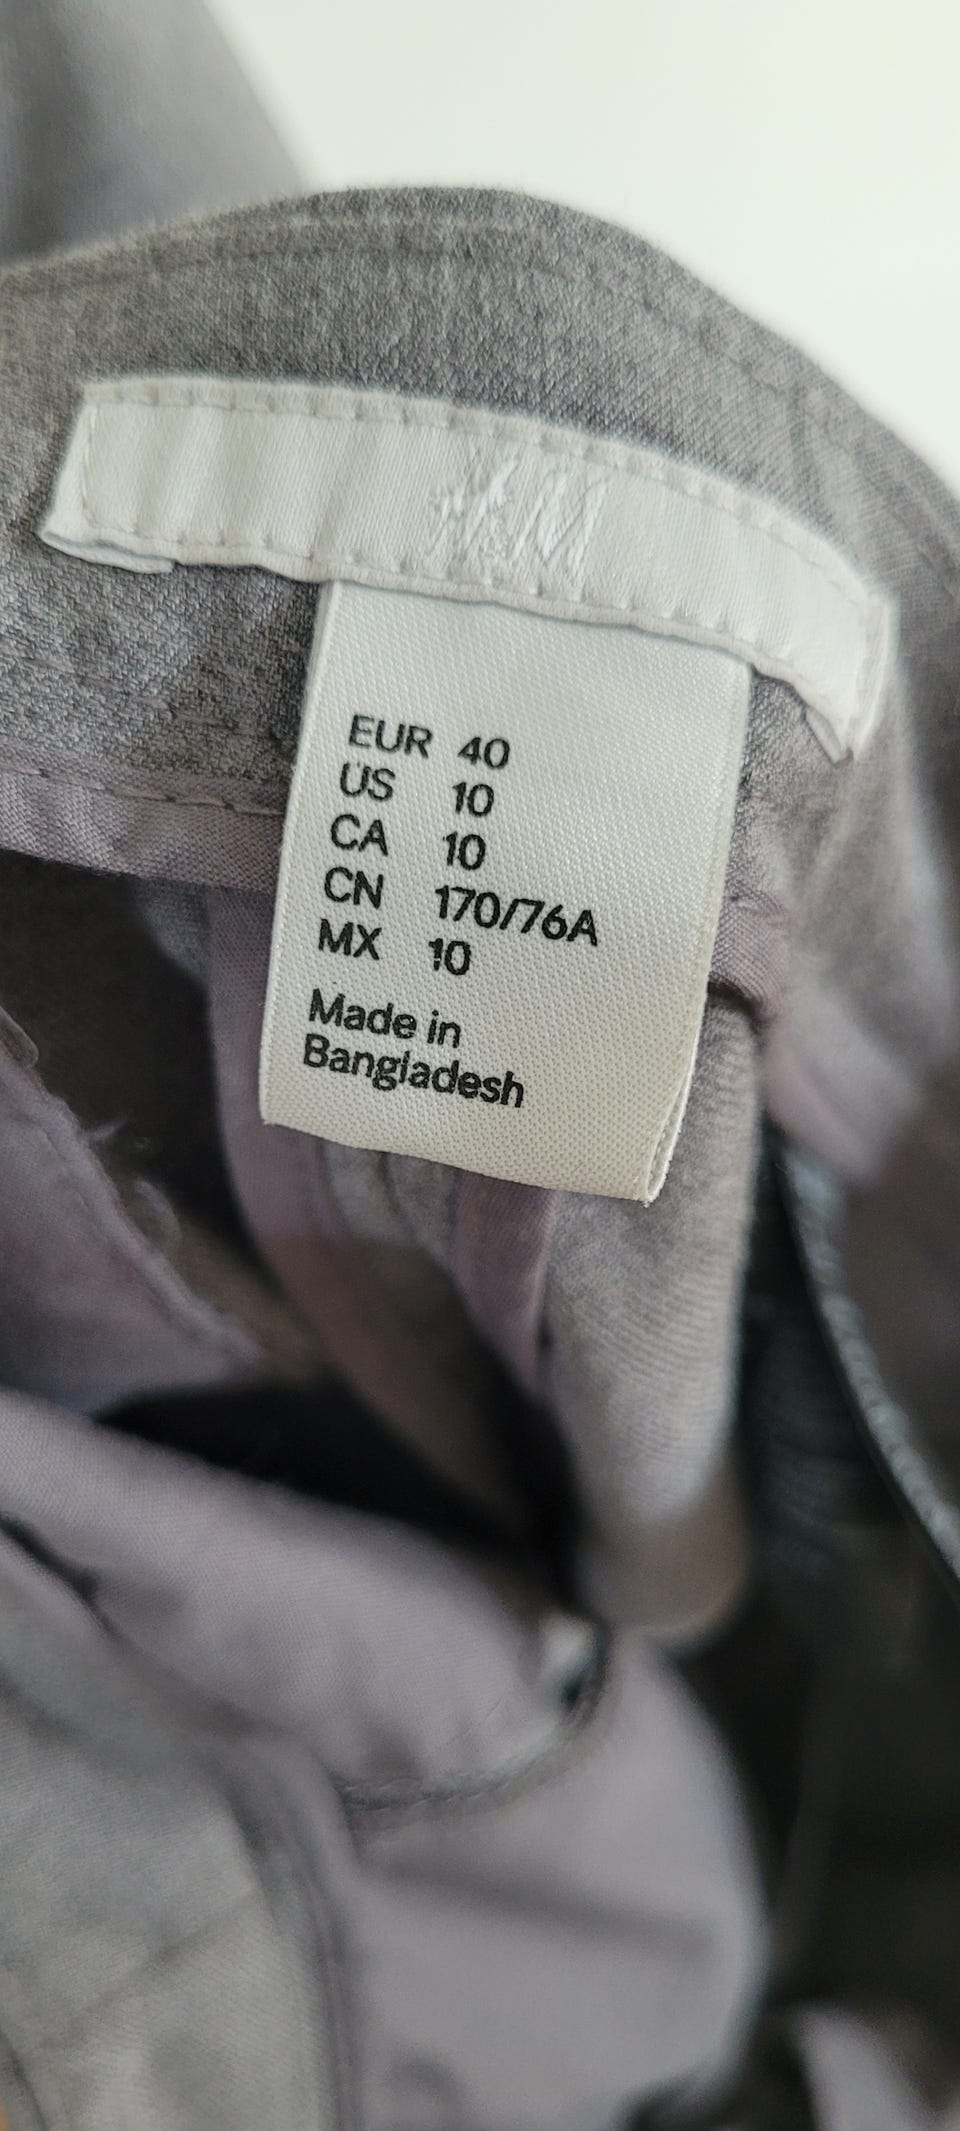 H&M
EUR 40
US 10
CA 10
CN 170/76A
MX 10
Made in
Bangladesh